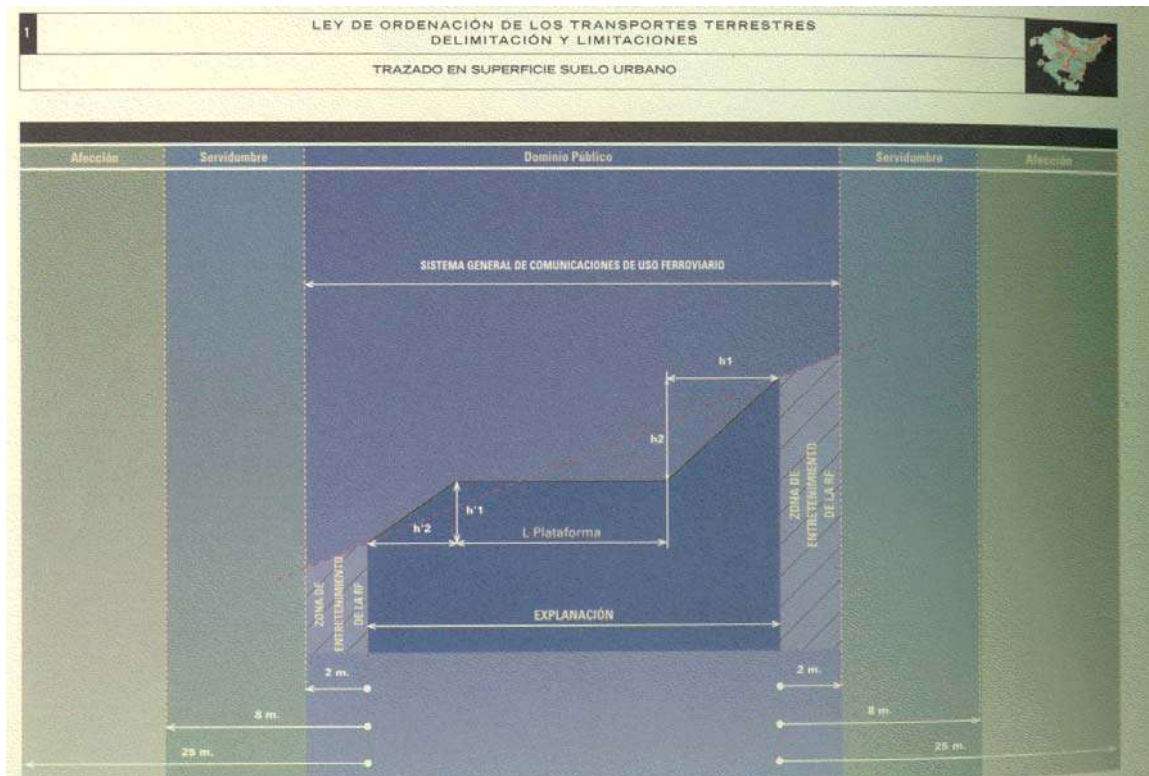 1
LEY DE ORDENACIÓN DE LOS TRANSPORTES TERRESTRES
DELIMITACIÓN Y LIMITACIONES
TRAZADO EN SUPERFICIE SUELO URBANO
Afección Servidumbre Dominio Público Servidumbre Afección
SISTEMA GENERAL DE COMUNICACIONES DE USO FERROVIARIO
h1
h2
h'1
h'2
L Plataforma
ZONA DE
ENTRETENIMIENTO
DE LA RF
ZONA DE
ENTRETENIMIENTO
DE LA RF
EXPLANACIÓN
2 m. 2 m.
8 m. 8 m.
25 m. 25 m.